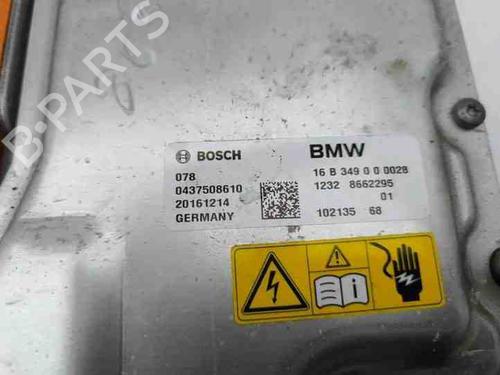 B-PARTS
BOSCH
078
0437508610
20161214
GERMANY
BMW
16 B 349 0 0 0028
1232 8662295
01
102135 68